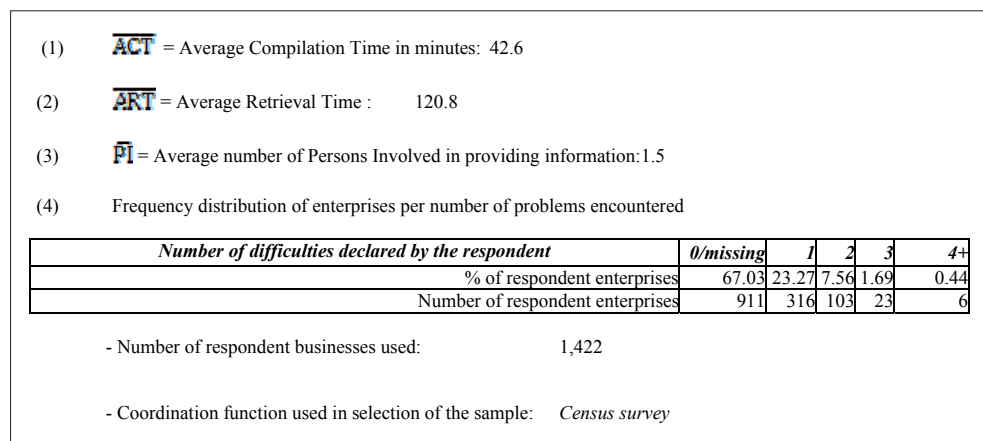 (1) ACT = Average Compilation Time in minutes: 42.6
(2) ART = Average Retrieval Time : 120.8
(3) PI = Average number of Persons Involved in providing information:1.5
(4) Frequency distribution of enterprises per number of problems encountered
Number of difficulties declared by the respondent 0/missing 1 2 3 4+
% of respondent enterprises 67.03 23.27 7.56 1.69 0.44
Number of respondent enterprises 911 316 103 23 6
- Number of respondent businesses used: 1,422
- Coordination function used in selection of the sample: Census survey